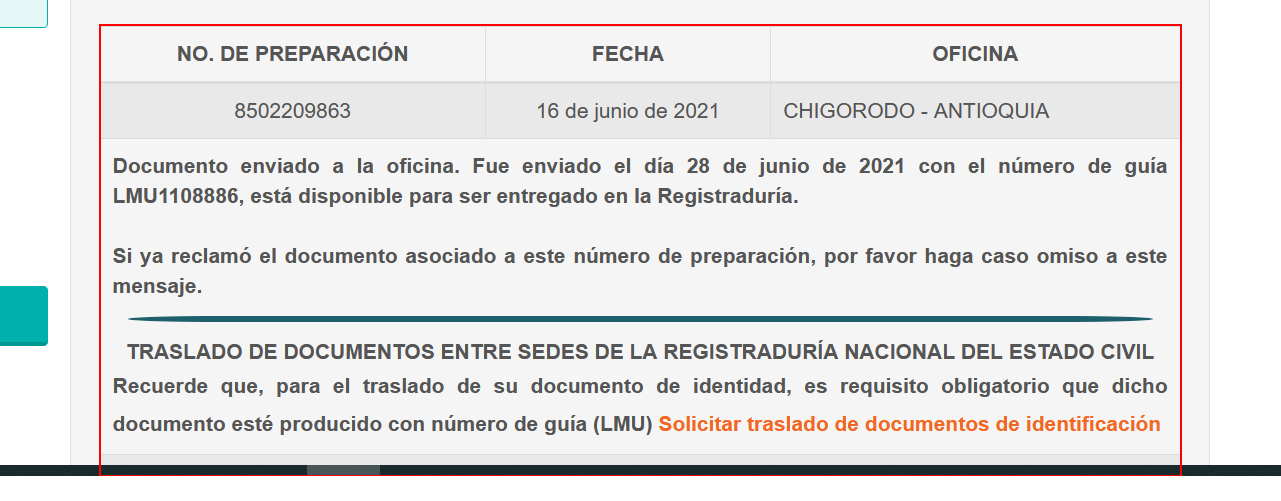 NO. DE PREPARACIÓN FECHA OFICINA
8502209863 16 de junio de 2021 CHIGORODO - ANTIOQUIA
Documento enviado a la oficina. Fue enviado el día 28 de junio de 2021 con el número de guía
LMU1108886, está disponible para ser entregado en la Registraduría.
Si ya reclamó el documento asociado a este número de preparación, por favor haga caso omiso a este
mensaje.
TRASLADO DE DOCUMENTOS ENTRE SEDES DE LA REGISTRADURÍA NACIONAL DEL ESTADO CIVIL
Recuerde que, para el traslado de su documento de identidad, es requisito obligatorio que dicho
documento esté producido con número de guía (LMU) Solicitar traslado de documentos de identificación